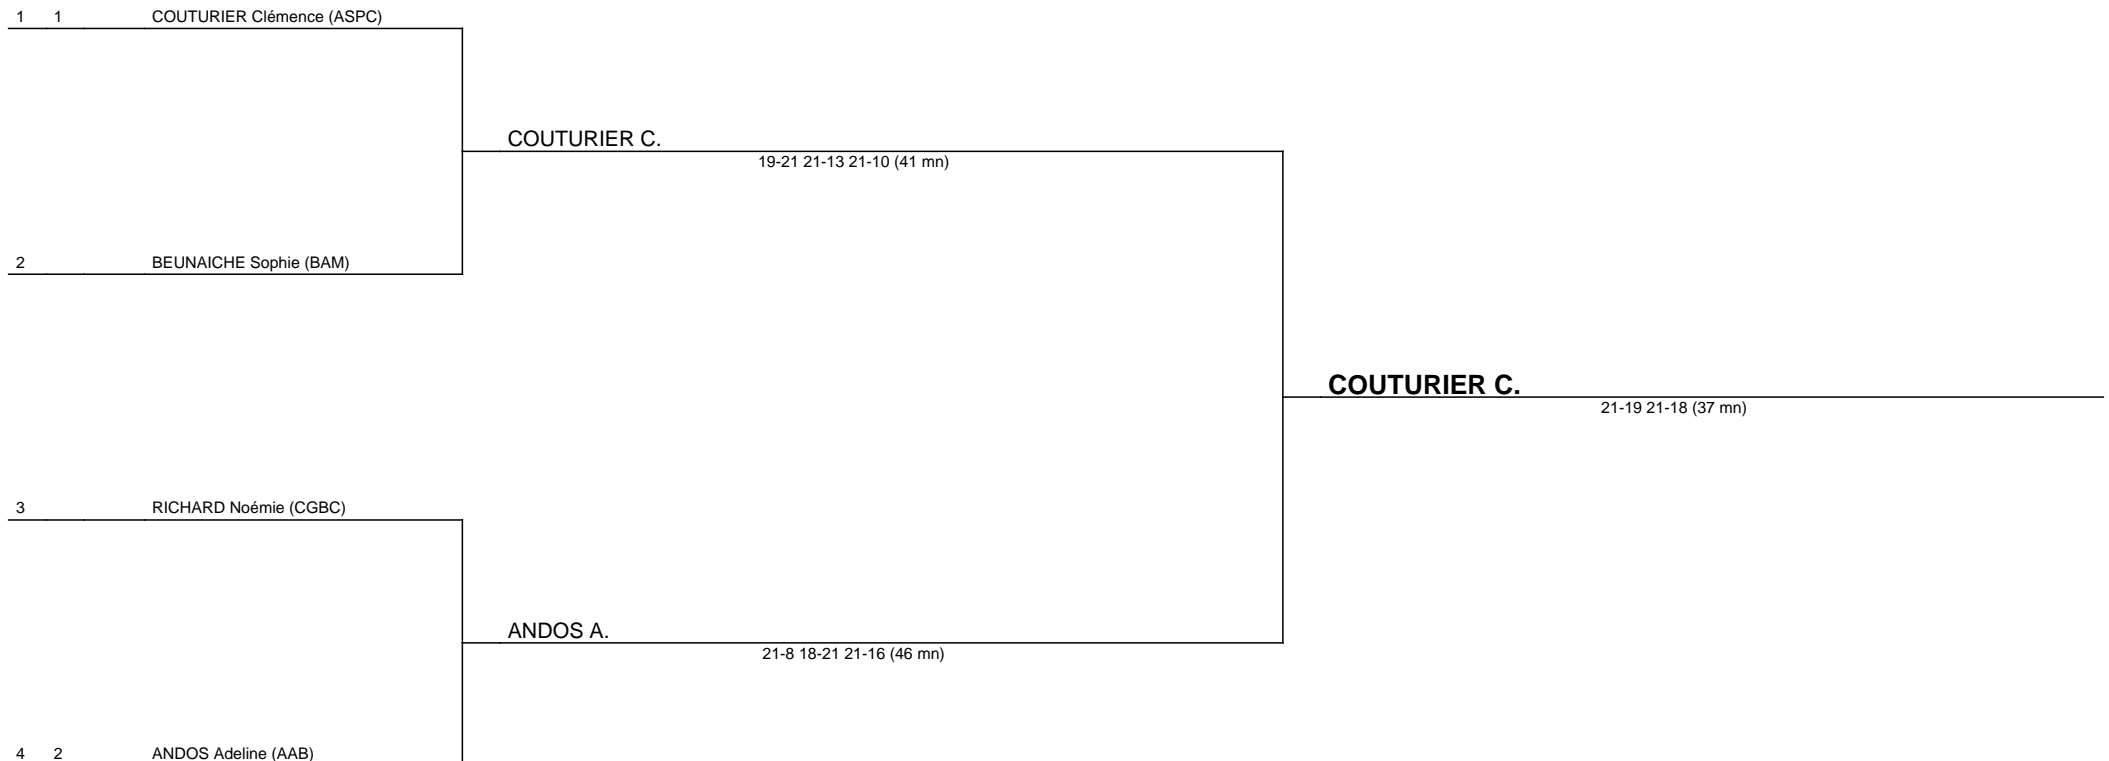 1 1 COUTURIER Clémence (ASPC)
COUTURIER C.
19-21 21-13 21-10 (41 mn)
2 BEUNAICHE Sophie (BAM)
COUTURIER C.
21-19 21-18 (37 mn)
3 RICHARD Noémie (CGBC)
ANDOS A.
21-8 18-21 21-16 (46 mn)
4 2 ANDOS Adeline (AAB)